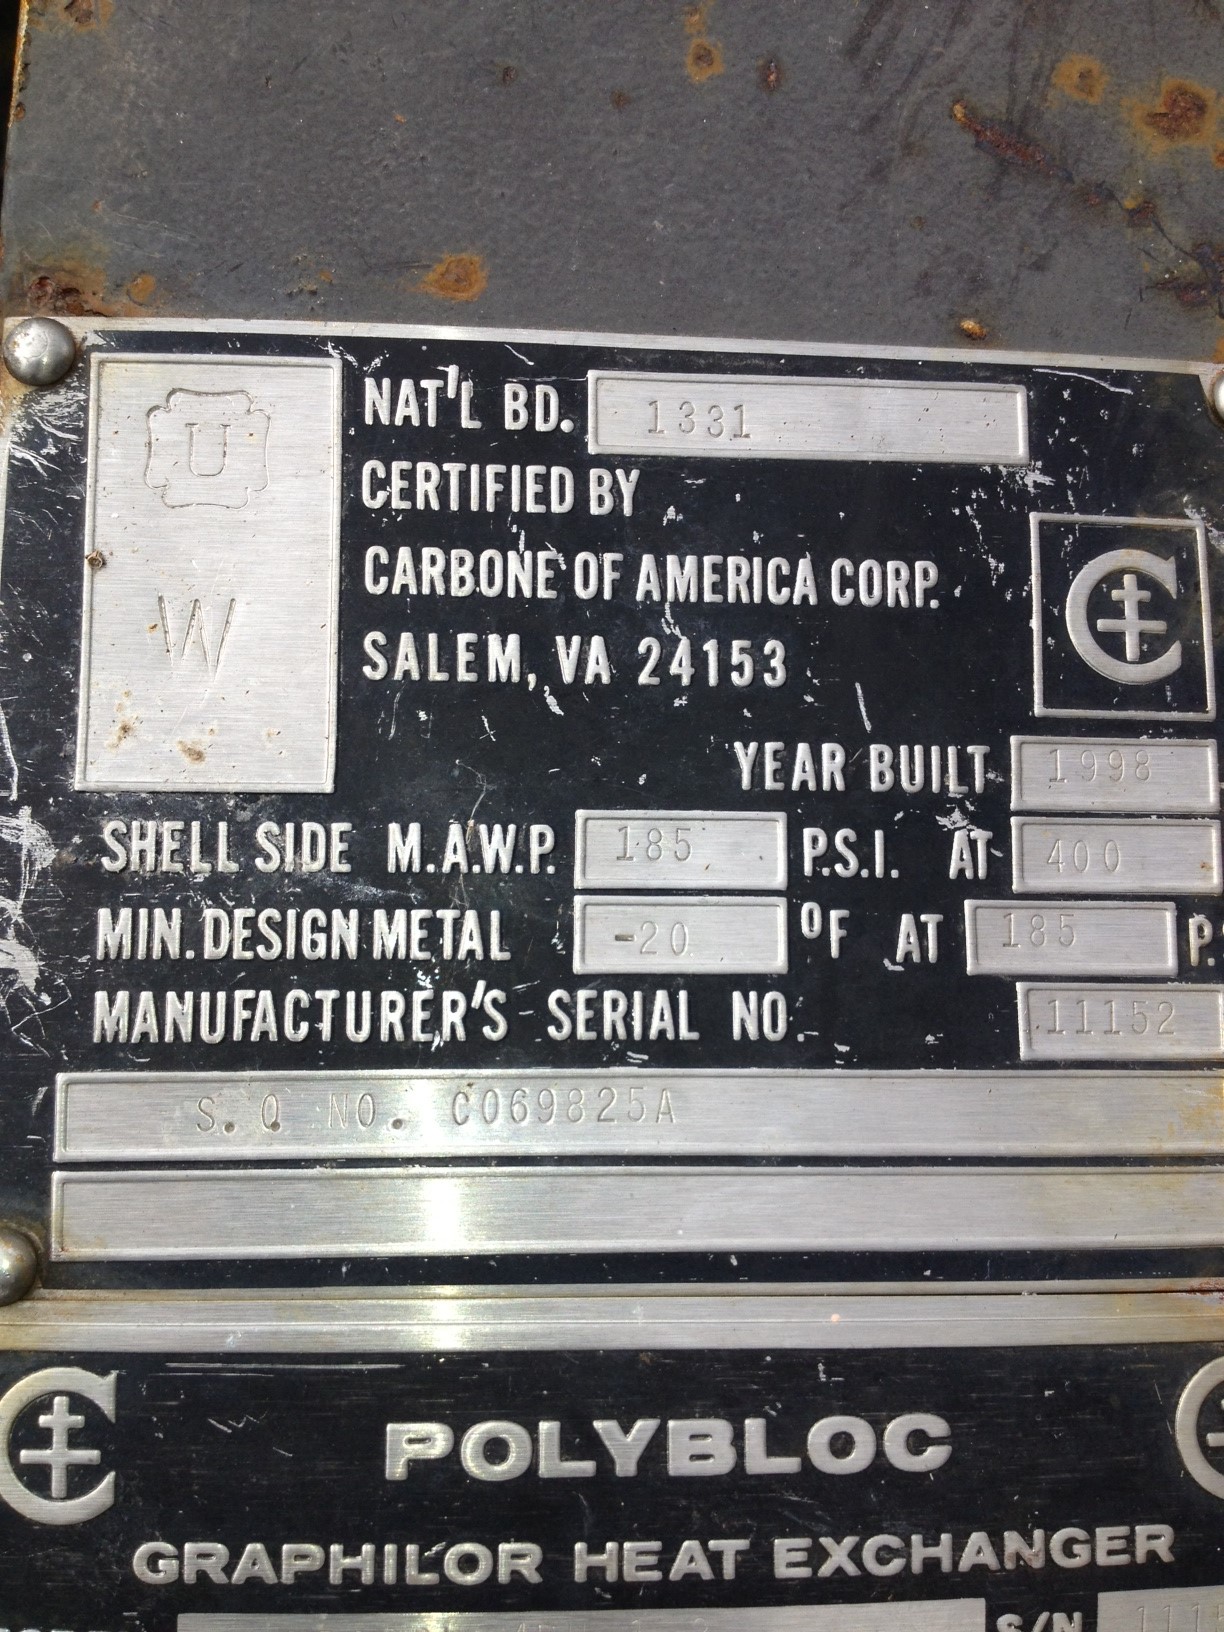 U
W
NAT'L BD. 1331
CERTIFIED BY
CARBONE OF AMERICA CORP.
SALEM, VA 24153
YEAR BUILT 1998
SHELL SIDE M.A.W.P. 185 P.S.I. AT 400
MIN. DESIGN METAL -20 °F AT 185
MANUFACTURER'S SERIAL NO. 11152
S.Q NO. C069825A
POLYBLOC
GRAPHILOR HEAT EXCHANGER
S/N